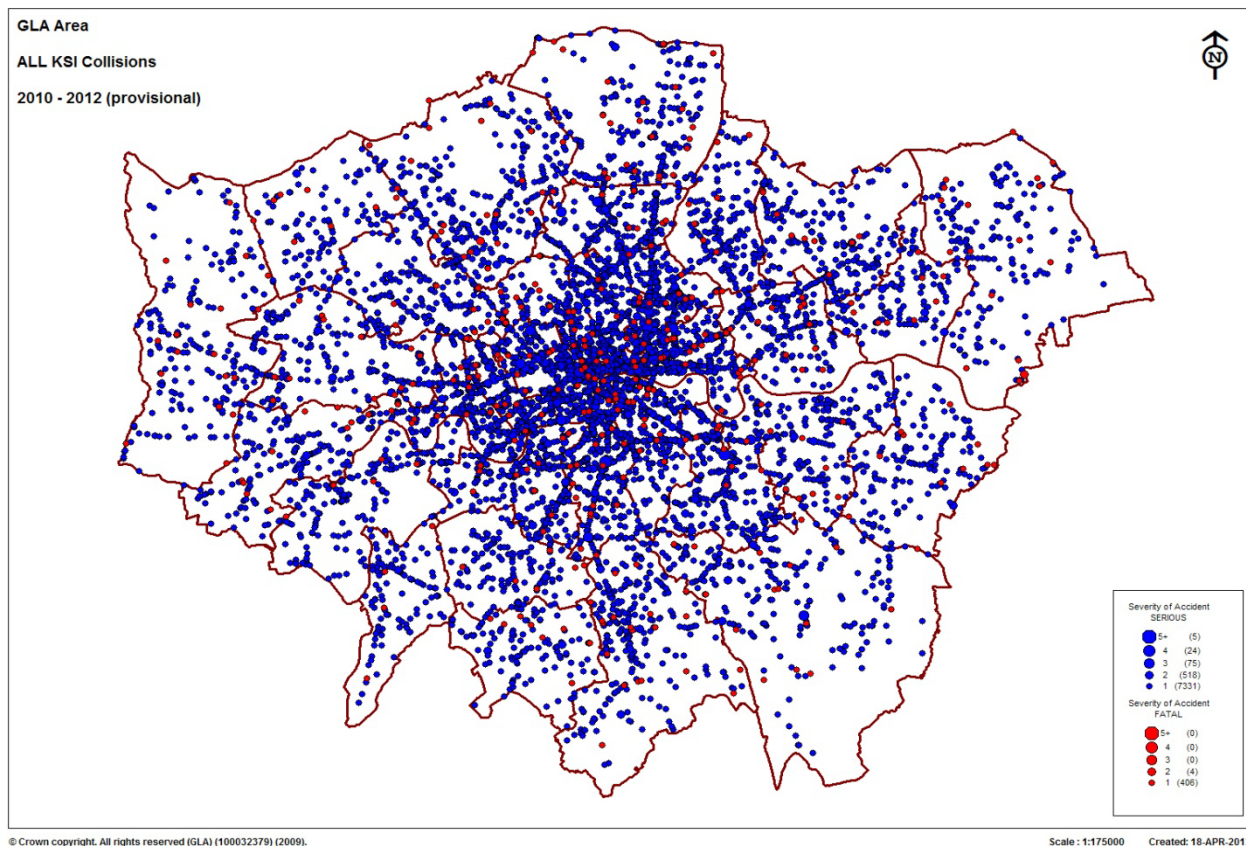 GLA Area
ALL KSI Collisions
2010 - 2012 (provisional)
N
Severity of Accident
SERIOUS
5+ (5)
4 (24)
3 (75)
2 (518)
1 (7331)
Severity of Accident
FATAL
5+ (0)
4 (0)
3 (0)
2 (4)
1 (406)
© Crown copyright. All rights reserved (GLA) (100032379) (2009).
Scale : 1:175000 Created: 18-APR-201